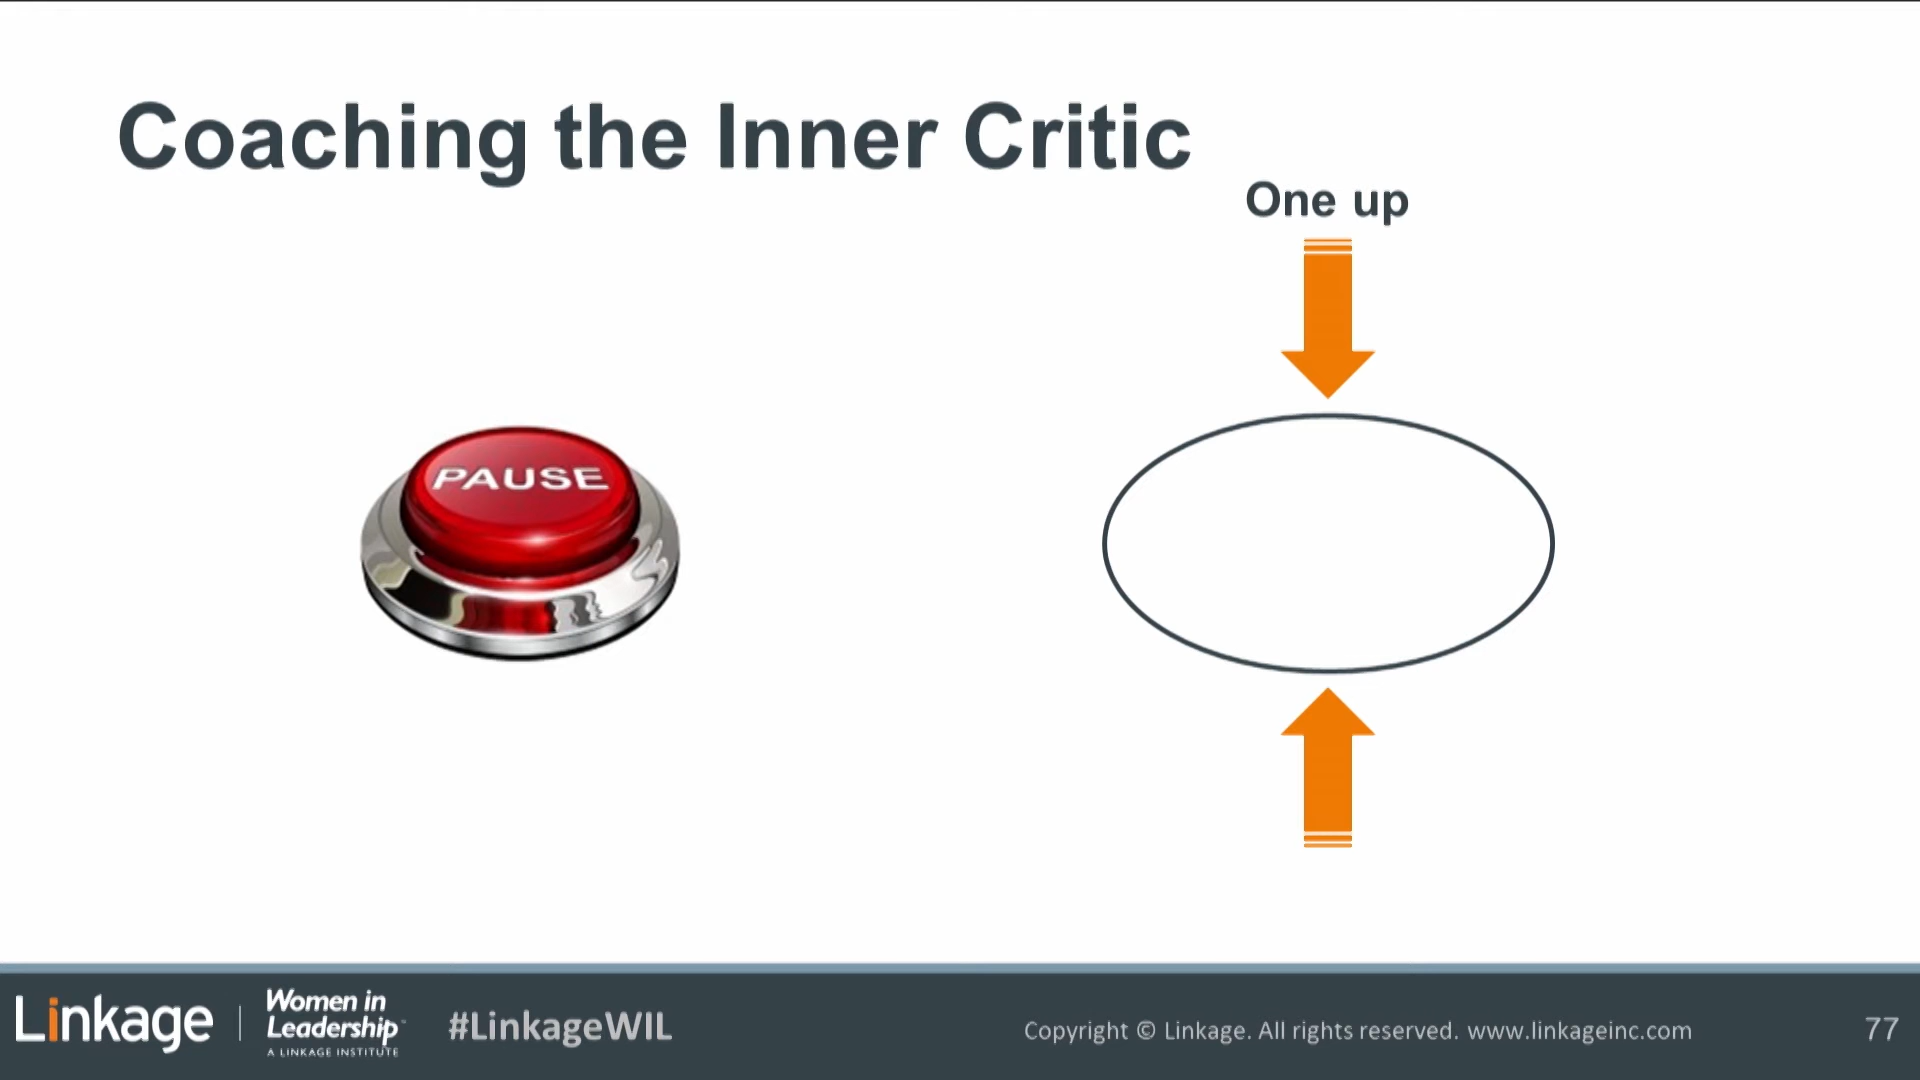 Coaching the Inner Critic
One up
PAUSE
Linkage
Women in
Leadership™
A LINKAGE INSTITUTE
#LinkageWIL
Copyright © Linkage. All rights reserved. www.linkageinc.com
77